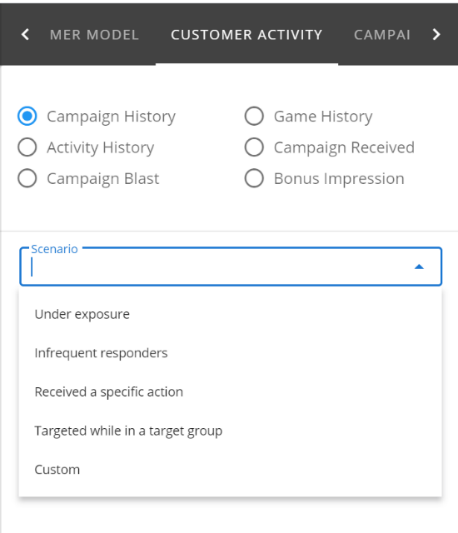 MER MODEL CUSTOMER ACTIVITY CAMPAI
Campaign History Game History
Activity History Campaign Received
Campaign Blast Bonus Impression
Scenario
Under exposure
Infrequent responders
Received a specific action
Targeted while in a target group
Custom